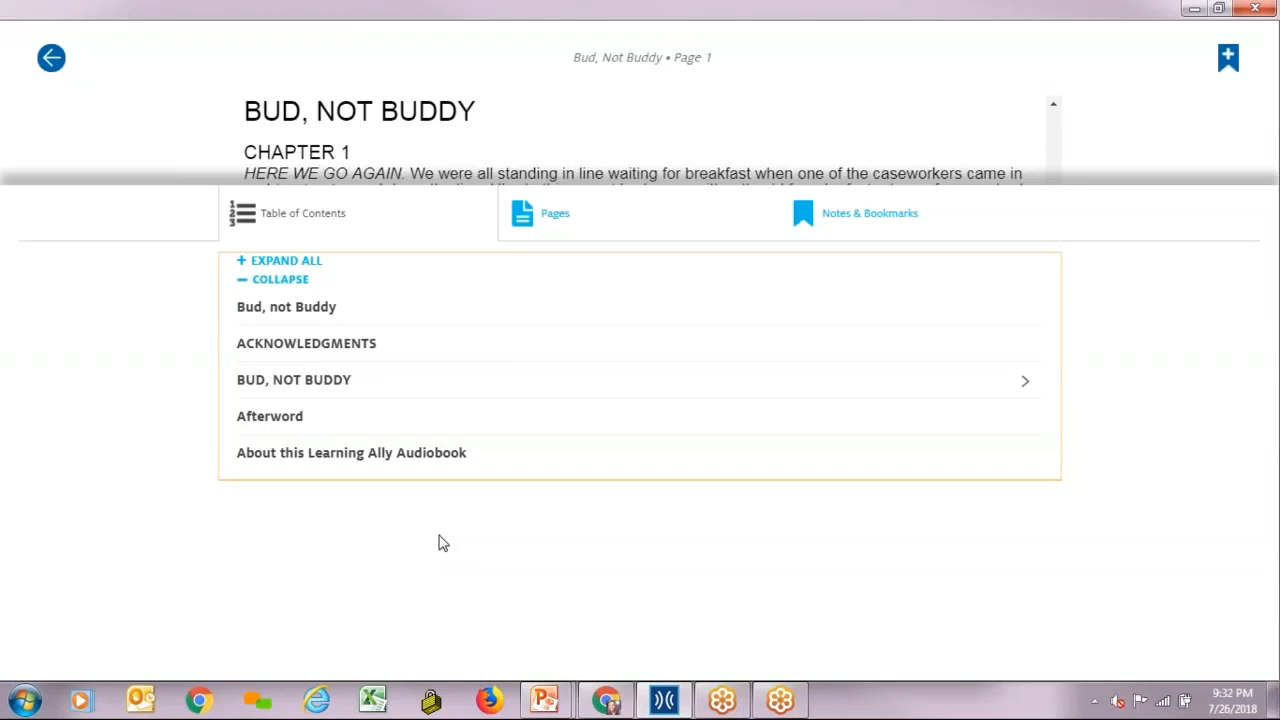 Bud, Not Buddy • Page 1
BUD, NOT BUDDY
CHAPTER 1
HERE WE GO AGAIN. We were all standing in line waiting for breakfast when one of the caseworkers came in
Table of Contents
Pages
Notes & Bookmarks
+ EXPAND ALL
− COLLAPSE
Bud, not Buddy
ACKNOWLEDGMENTS
BUD, NOT BUDDY
Afterword
About this Learning Ally Audiobook
9:32 PM
7/26/2018